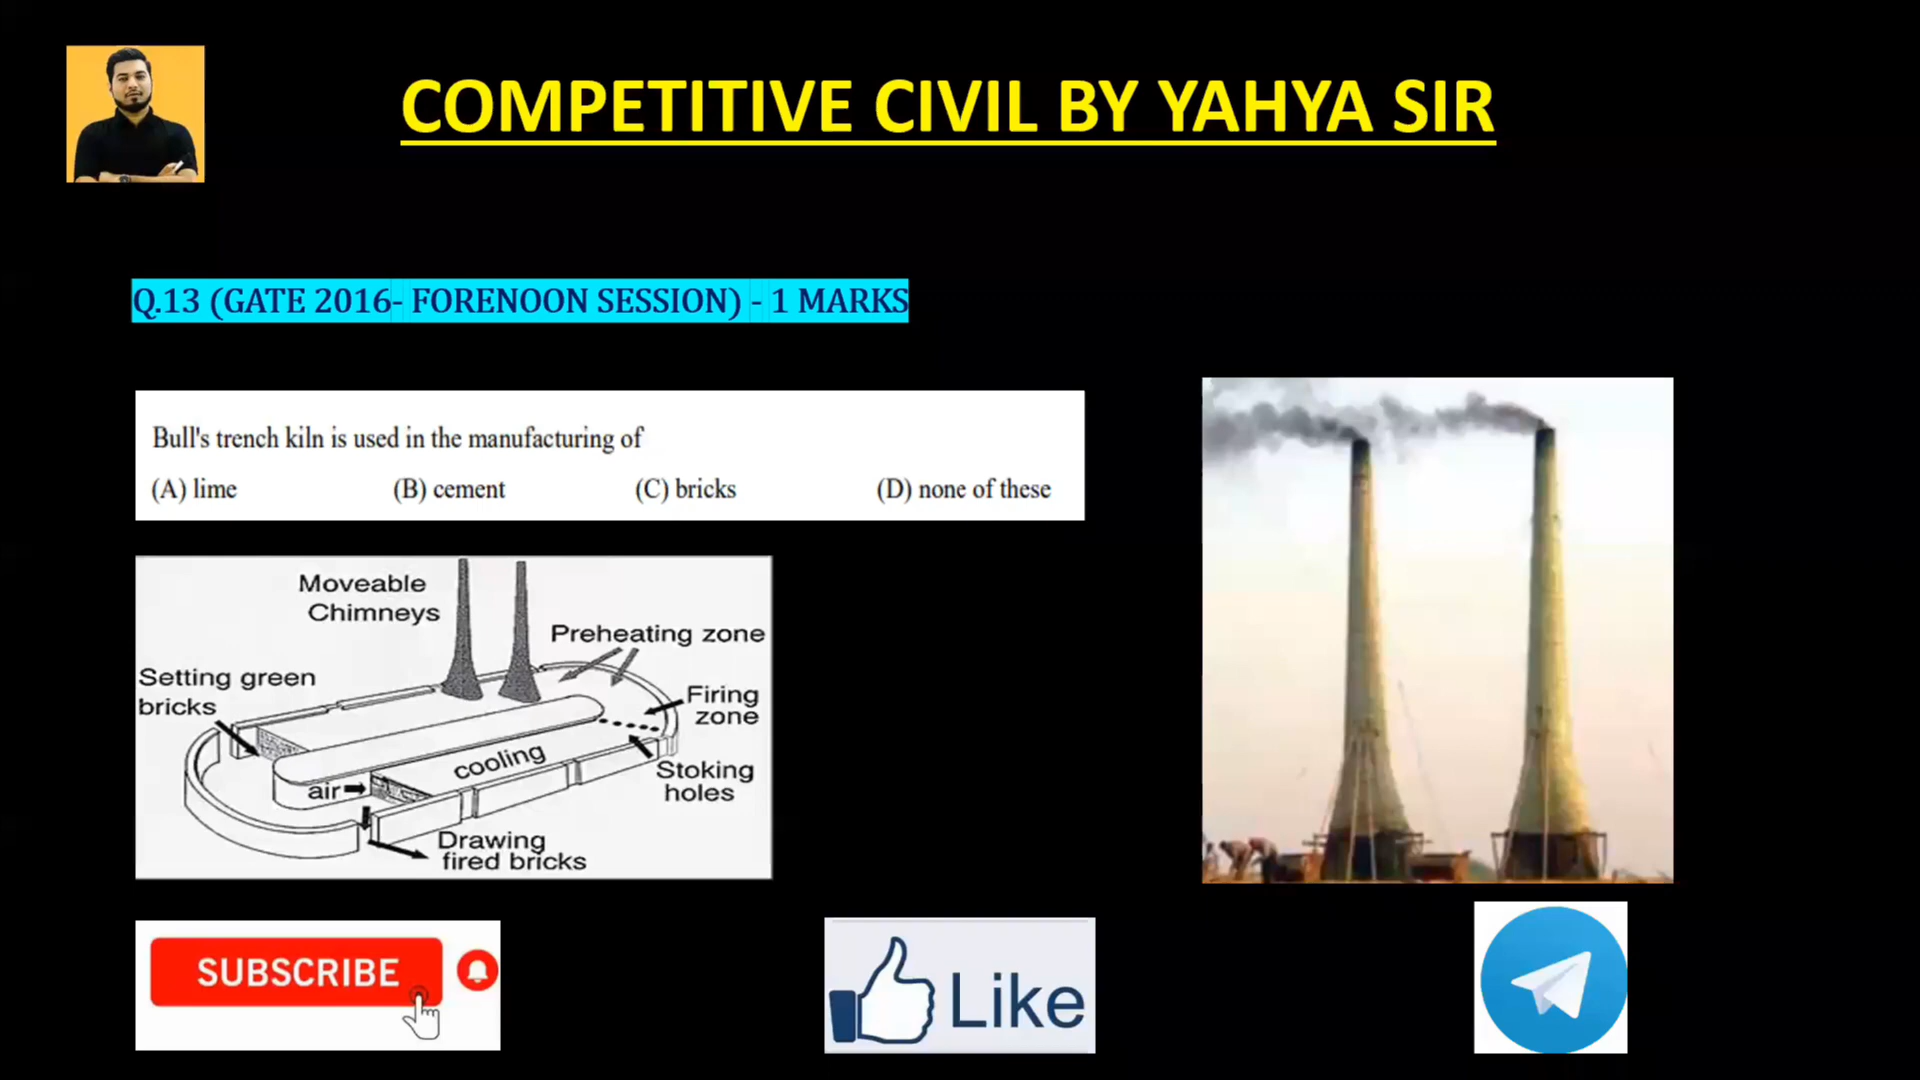 COMPETITIVE CIVIL BY YAHYA SIR
Q.13 (GATE 2016- FORENOON SESSION) - 1 MARKS
Bull's trench kiln is used in the manufacturing of
(A) lime (B) cement (C) bricks (D) none of these
Moveable
Chimneys
Preheating zone
Setting green
bricks
Firing
zone
cooling
air
Stoking
holes
Drawing
fired bricks
SUBSCRIBE
Like